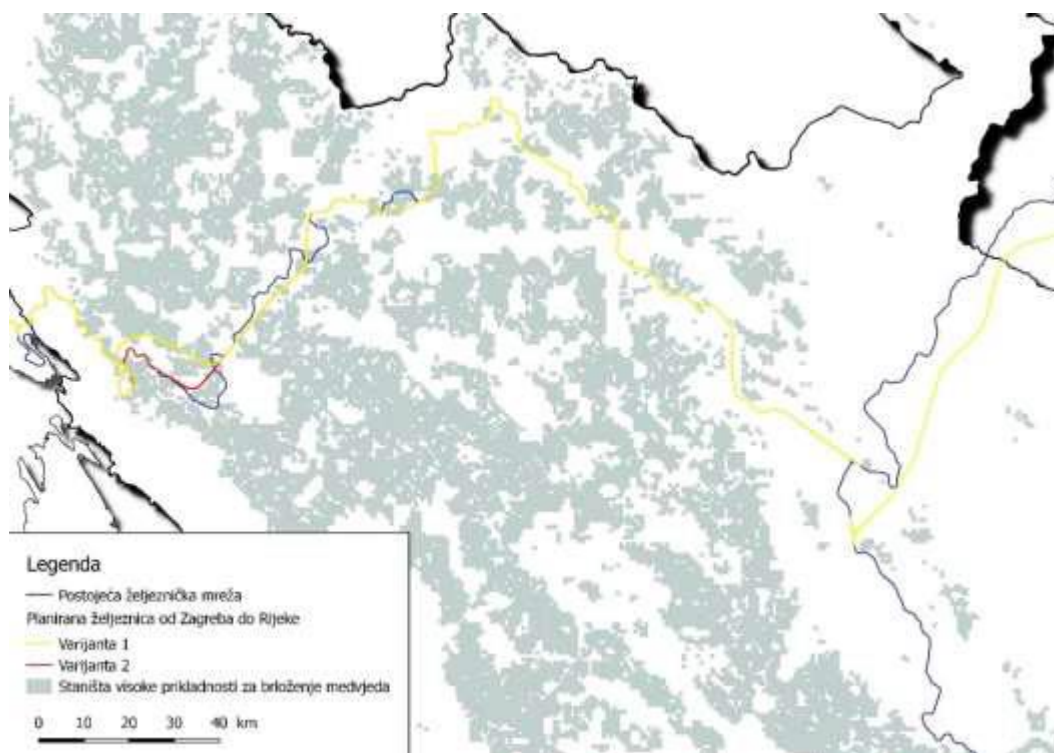 Legenda
Postojeća željeznička mreža
Planirana željeznica od Zagreba do Rijeke
Varijanta 1
Varijanta 2
Staništa visoke prikladnosti za brloženje medvjeda
0 10 20 30 40 km